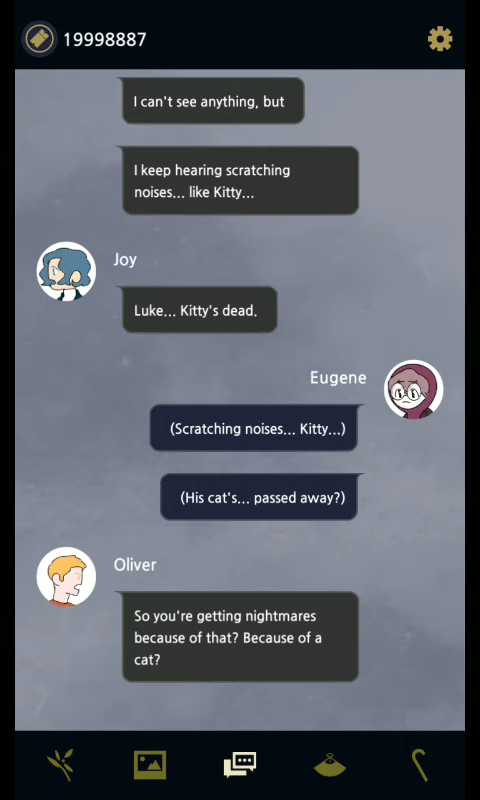 19998887
I can't see anything, but
I keep hearing scratching
noises... like Kitty...
Joy
Luke... Kitty's dead.
Eugene
(Scratching noises... Kitty...)
(His cat's... passed away?)
Oliver
So you're getting nightmares
because of that? Because of a
cat?